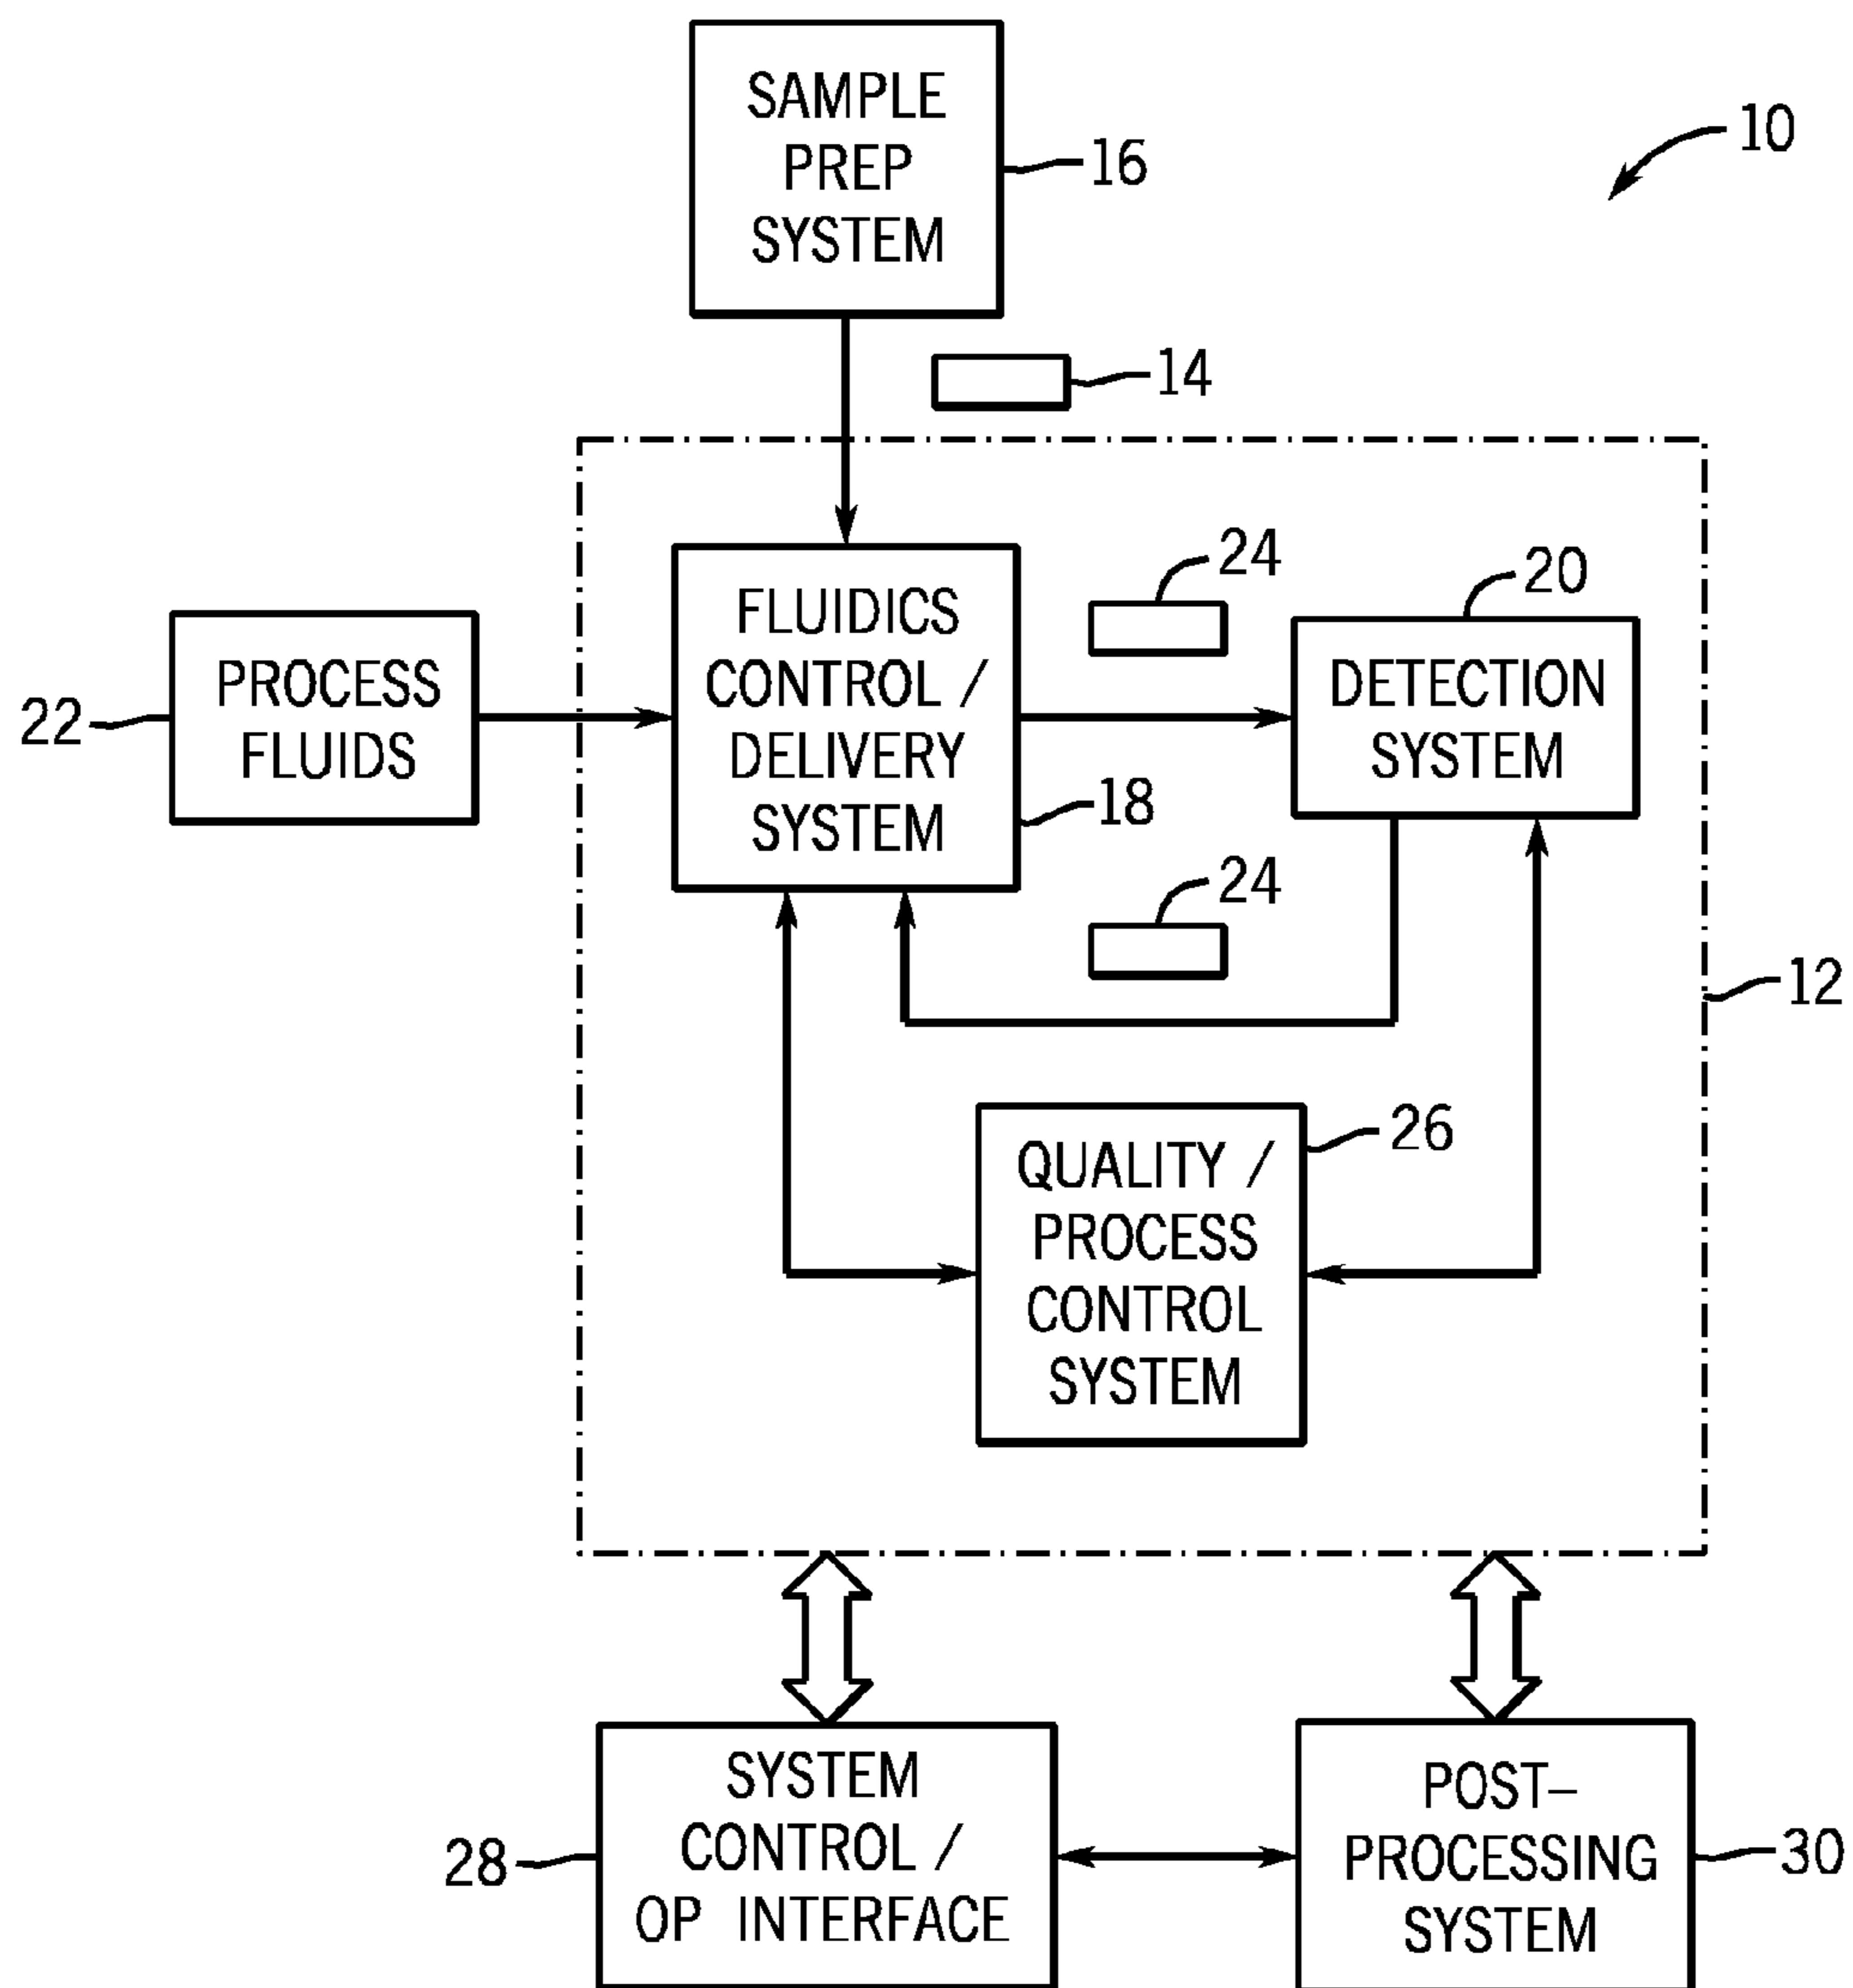 SAMPLE
PREP
SYSTEM
16
10
14
24
20
FLUIDICS
CONTROL /
DELIVERY
SYSTEM
18
DETECTION
SYSTEM
PROCESS
FLUIDS
22
24
12
26
QUALITY /
PROCESS
CONTROL
SYSTEM
SYSTEM
CONTROL /
OP INTERFACE
28
POST–
PROCESSING
SYSTEM
30